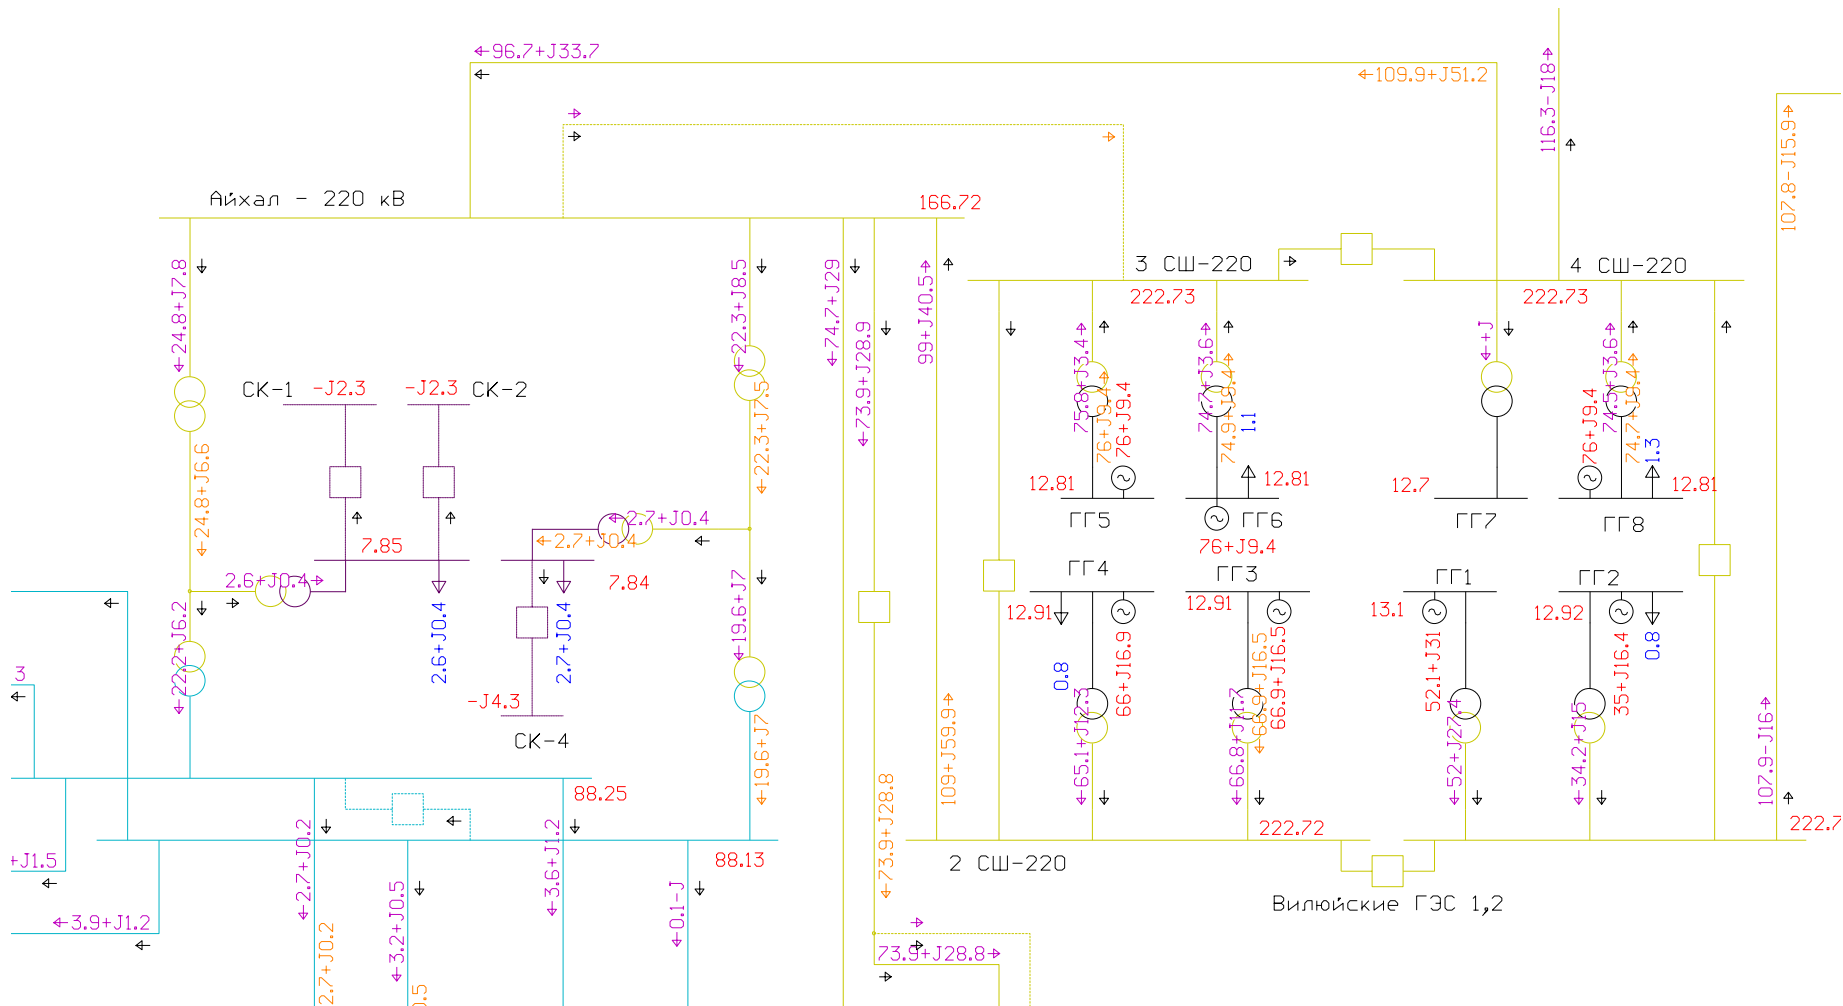 96.7+J33.7
109.9+J51.2
116.3-J18
107.8-J15.9
Айхал - 220 кВ
166.72
3 СШ-220
4 СШ-220
222.73
222.73
24.8+J7.8
22.3+J8.5
74.7+J29
73.9+J28.9
99+J40.5
75.8+J3.4
76+J9.4
76+J9.4
74.7+J3.6
74.9+J9.4
1.1
+J
76+J9.4
74.5+J3.6
74.7+J9.4
1.3
СК-1
-J2.3
-J2.3
СК-2
22.3+J7.5
24.8+J6.6
12.81
12.81
12.7
12.81
ГГ5
ГГ6
ГГ7
ГГ8
76+J9.4
2.7+J0.4
2.7+J0.4
7.85
7.84
2.6+J0.4
22.2+J6.2
2.6+J0.4
2.7+J0.4
19.6+J7
ГГ4
ГГ3
ГГ1
ГГ2
12.91
12.91
13.1
12.92
0.8
66+J16.9
66.9+J16.5
66.9+J16.5
52.1+J31
35+J16.4
0.8
3
-J4.3
СК-4
65.1+J12.3
66.8+J11.7
52+J27.4
34.2+J15
107.9-J16
109+J59.9
19.6+J7
88.25
73.9+J28.8
222.72
222.7
88.13
2 СШ-220
+J1.5
2.7+J0.2
3.6+J1.2
3.9+J1.2
3.2+J0.5
0.1-J
Вилюйские ГЭС 1,2
73.9+J28.8
2.7+J0.2
0.5